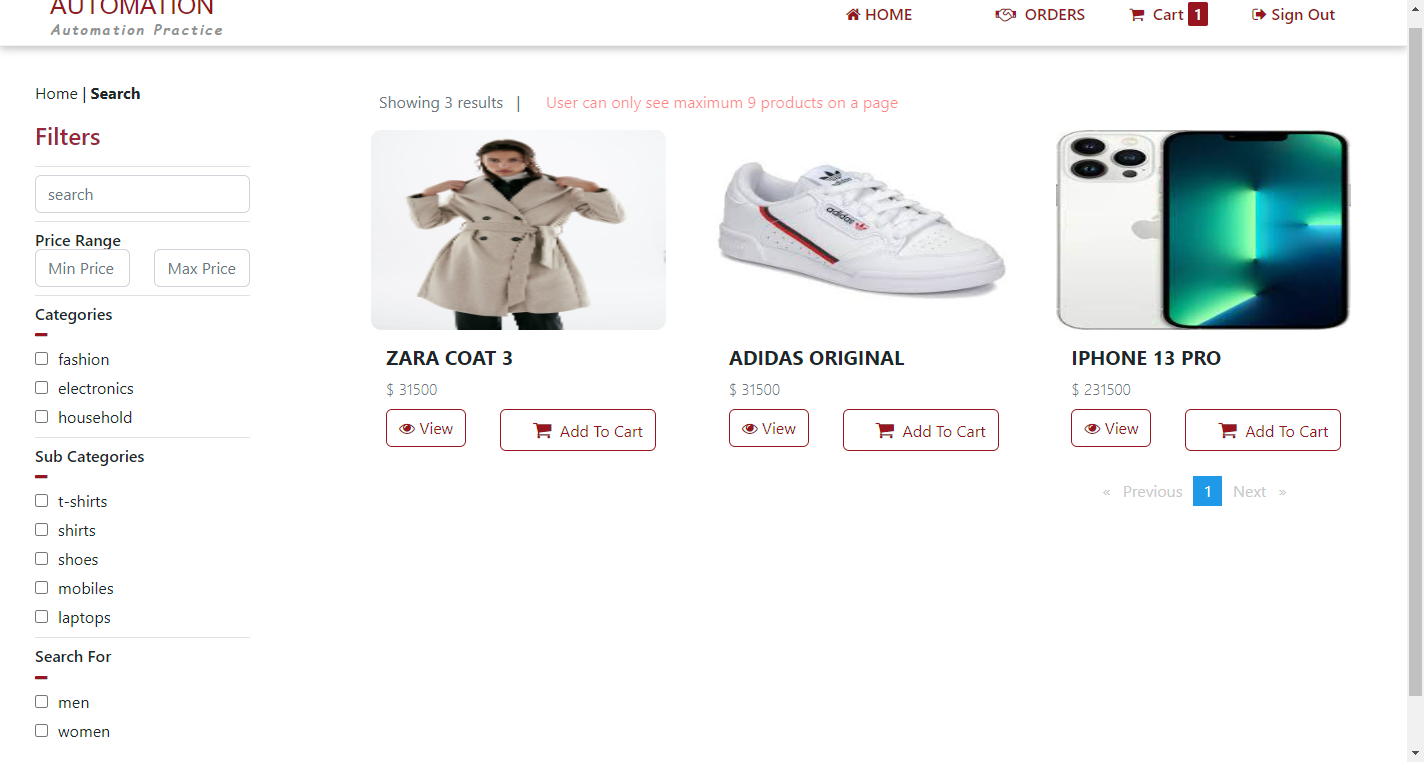 AUTOMATION
Automation Practice
HOME
ORDERS
Cart 1
Sign Out
Home | Search
Filters
search
Price Range
Min Price
Max Price
Categories
fashion
electronics
household
Sub Categories
t-shirts
shirts
shoes
mobiles
laptops
Search For
men
women
Showing 3 results |
User can only see maximum 9 products on a page
adidas
adidas
ZARA COAT 3
$ 31500
View
Add To Cart
ADIDAS ORIGINAL
$ 31500
View
Add To Cart
IPHONE 13 PRO
$ 231500
View
Add To Cart
« Previous 1 Next »